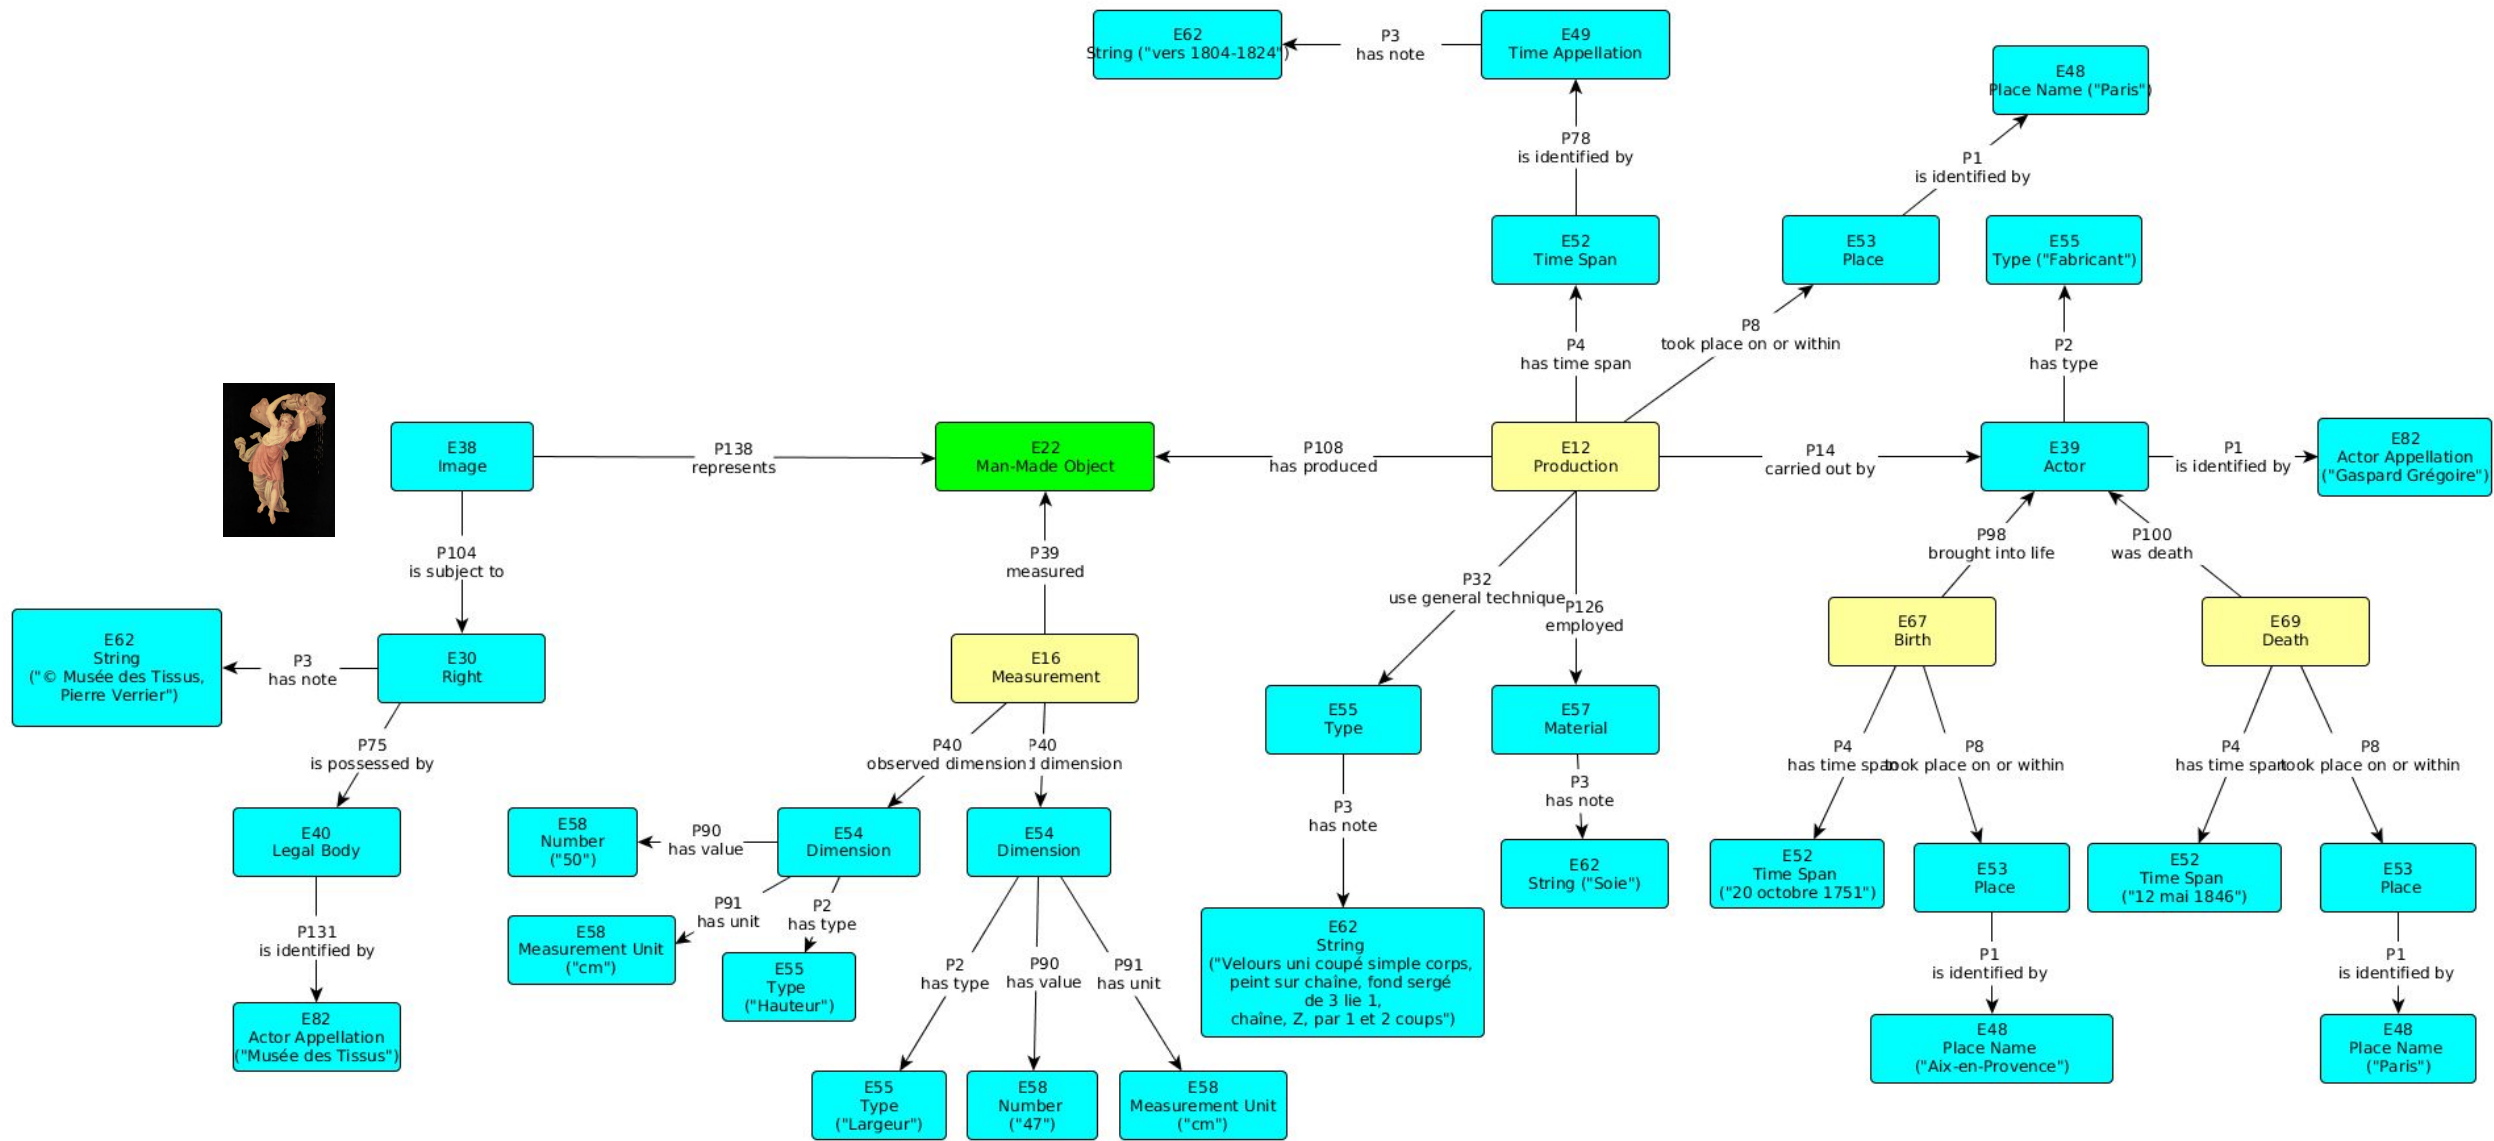 E62
String ("vers 1804-1824")
P3
has note
E49
Time Appellation
E48
Place Name ("Paris")
P78
is identified by
P1
is identified by
E52
Time Span
E53
Place
E55
Type ("Fabricant")
P4
has time span
P8
took place on or within
P2
has type
E38
Image
P138
represents
E22
Man-Made Object
P108
has produced
E12
Production
P14
carried out by
E39
Actor
P1
is identified by
E82
Actor Appellation
("Gaspard Grégoire")
P104
is subject to
P39
measured
P32
use general technique
P126
employed
P98
brought into life
P100
was death
E62
String
("© Musée des Tissus,
Pierre Verrier")
P3
has note
E30
Right
E16
Measurement
E67
Birth
E69
Death
P75
is possessed by
P40
observed dimension
P40
d dimension
E55
Type
E57
Material
P4
has time span
P8
took place on or within
P4
has time span
P8
took place on or within
E40
Legal Body
E58
Number
("50")
P90
has value
E54
Dimension
E54
Dimension
P3
has note
P3
has note
E62
String ("Soie")
E52
Time Span
("20 octobre 1751")
E53
Place
E52
Time Span
("12 mai 1846")
E53
Place
P131
is identified by
E58
Measurement Unit
("cm")
P91
has unit
P2
has type
E55
Type
("Hauteur")
P2
has type
P90
has value
P91
has unit
E62
String
("Velours uni coupé simple corps,
peint sur chaîne, fond sergé
de 3 lie 1,
chaîne, Z, par 1 et 2 coups")
P1
is identified by
P1
is identified by
E82
Actor Appellation
("Musée des Tissus")
E55
Type
("Largeur")
E58
Number
("47")
E58
Measurement Unit
("cm")
E48
Place Name
("Aix-en-Provence")
E48
Place Name
("Paris")